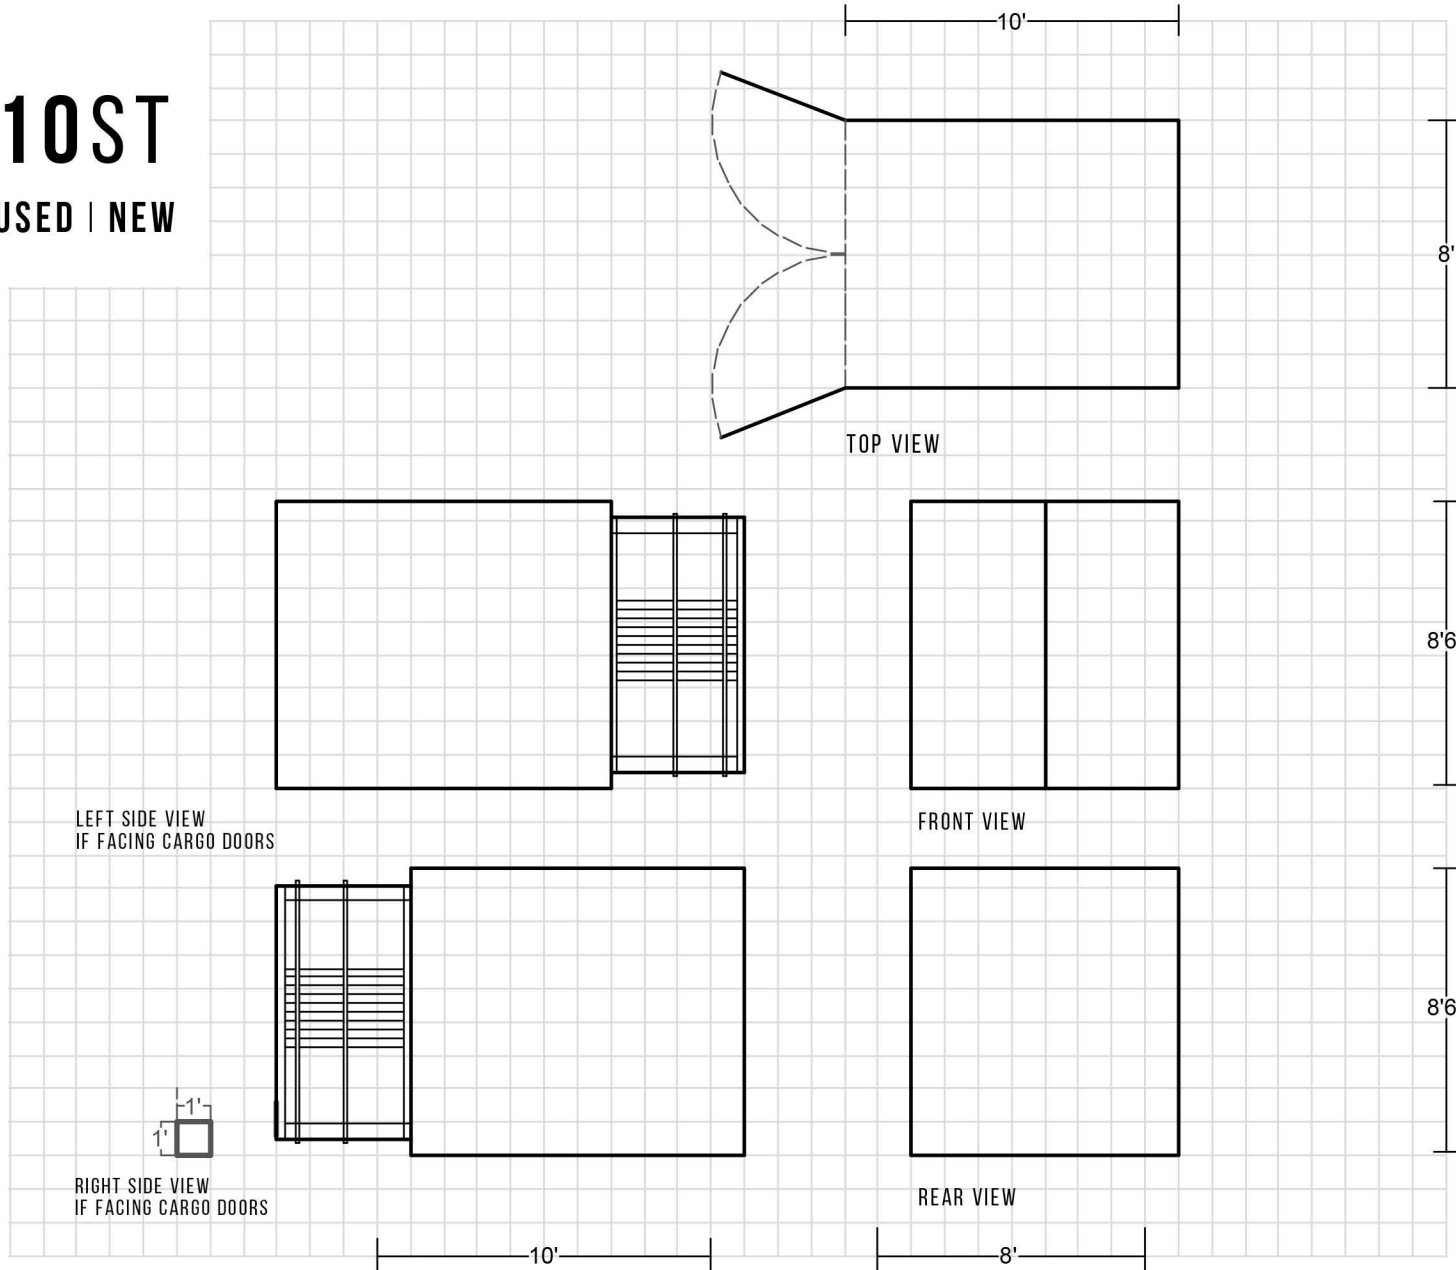 10'
10ST
USED | NEW
8'
TOP VIEW
8'6
LEFT SIDE VIEW
IF FACING CARGO DOORS
FRONT VIEW
8'6
1'
1'
RIGHT SIDE VIEW
IF FACING CARGO DOORS
REAR VIEW
10'
8'